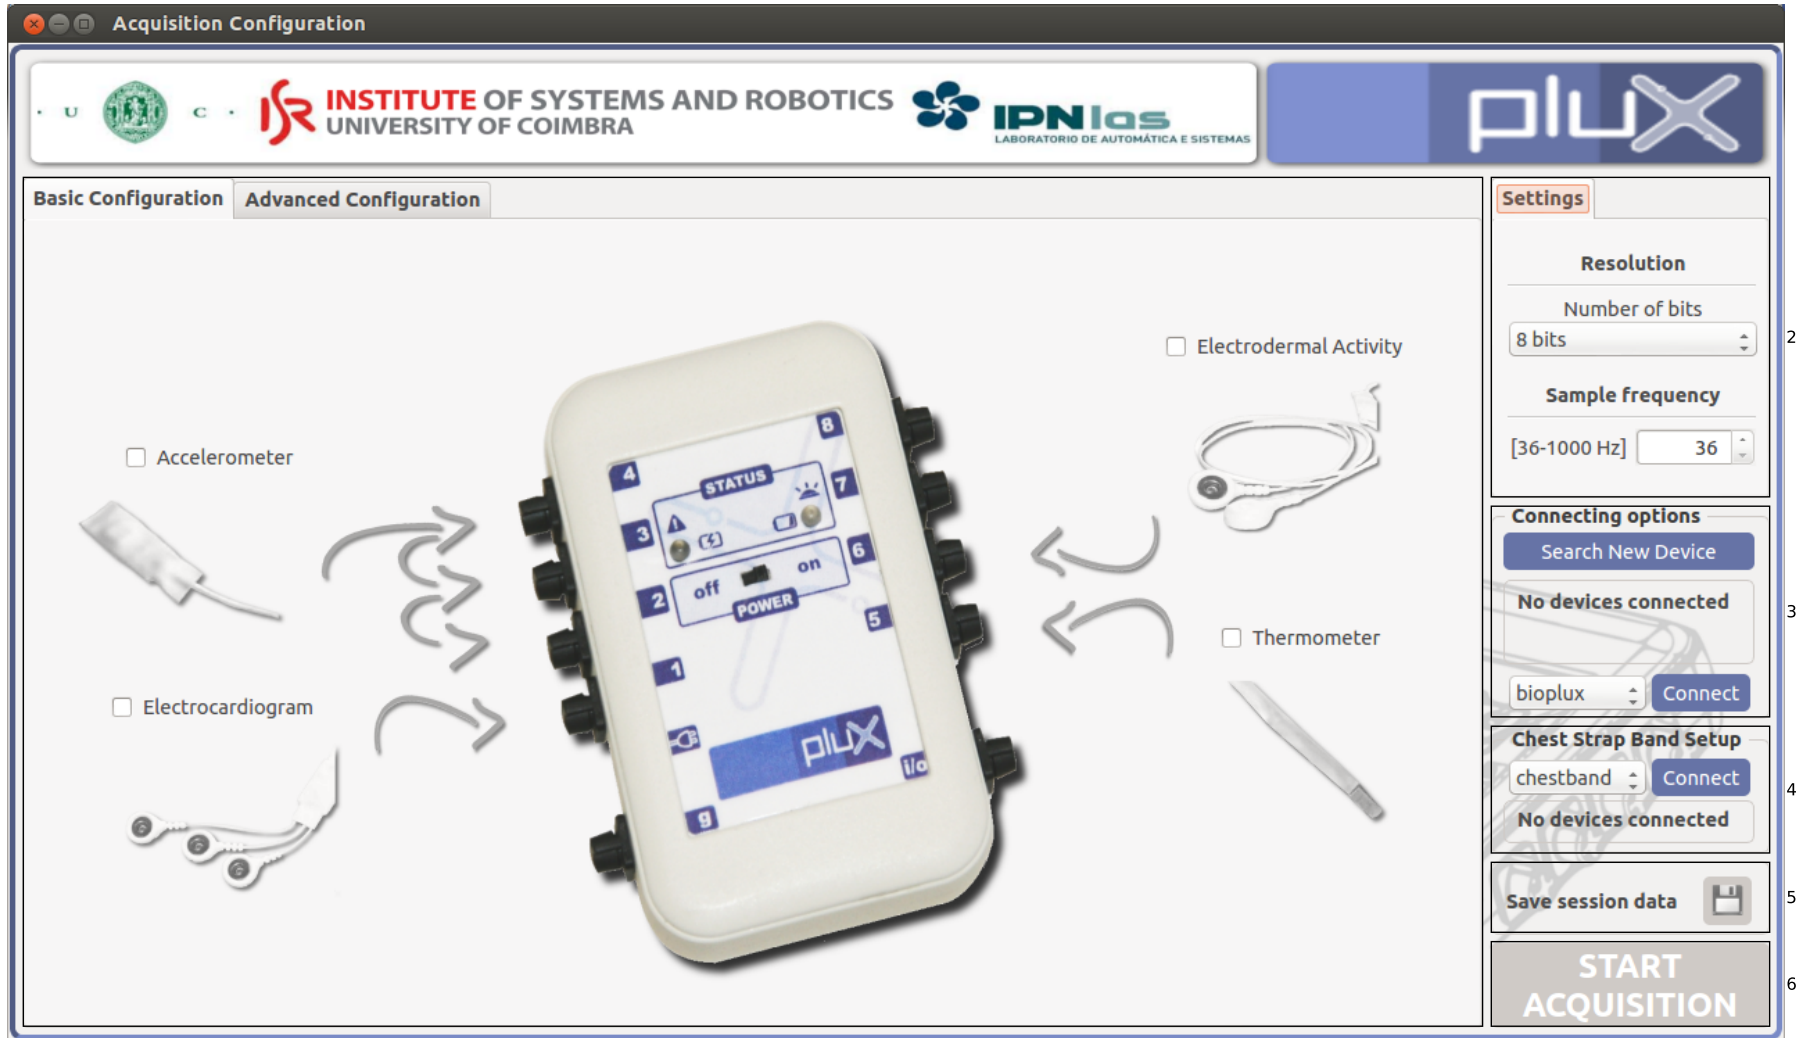 Acquisition Configuration
· U C ·
ISR
INSTITUTE OF SYSTEMS AND ROBOTICS
UNIVERSITY OF COIMBRA
IPN las
LABORATÓRIO DE AUTOMÁTICA E SISTEMAS
plux
Basic Configuration
Advanced Configuration
Accelerometer
Electrocardiogram
Electrodermal Activity
Thermometer
8
4
STATUS
7
3
6
on
2
off
POWER
5
1
plux
i/o
g
Settings
Resolution
Number of bits
8 bits
2
Sample frequency
[36-1000 Hz] 36
Connecting options
Search New Device
No devices connected
3
bioplux Connect
Chest Strap Band Setup
chestband Connect
4
No devices connected
Save session data
5
START
ACQUISITION
6